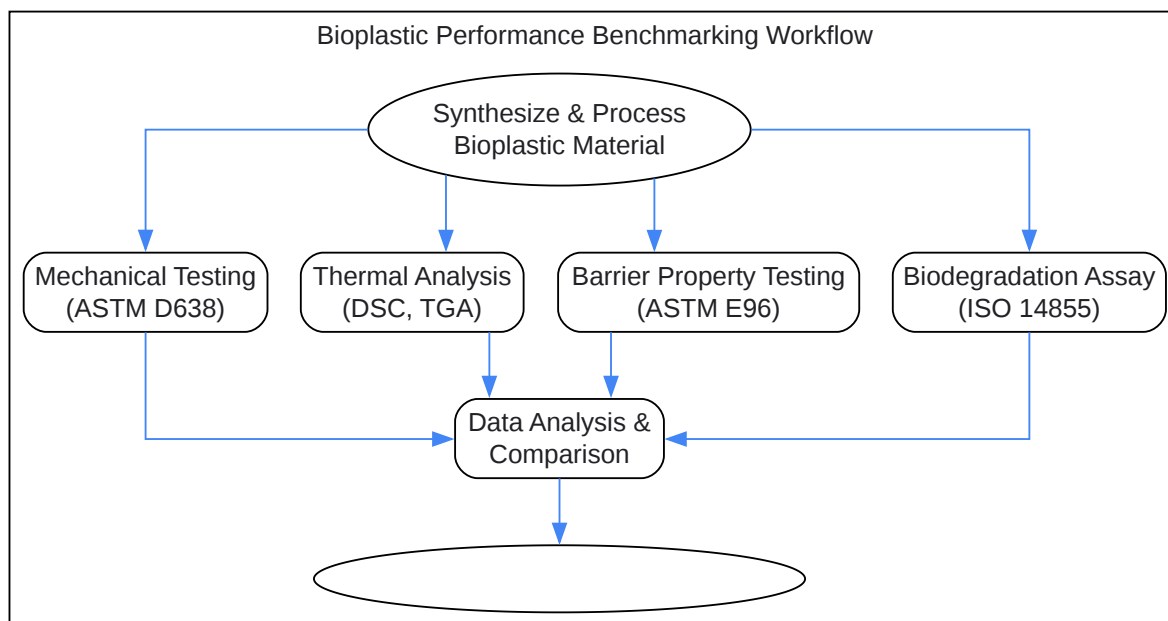 Bioplastic Performance Benchmarking Workflow
Synthesize & Process
Bioplastic Material
Mechanical Testing
(ASTM D638)
Thermal Analysis
(DSC, TGA)
Barrier Property Testing
(ASTM E96)
Biodegradation Assay
(ISO 14855)
Data Analysis &
Comparison